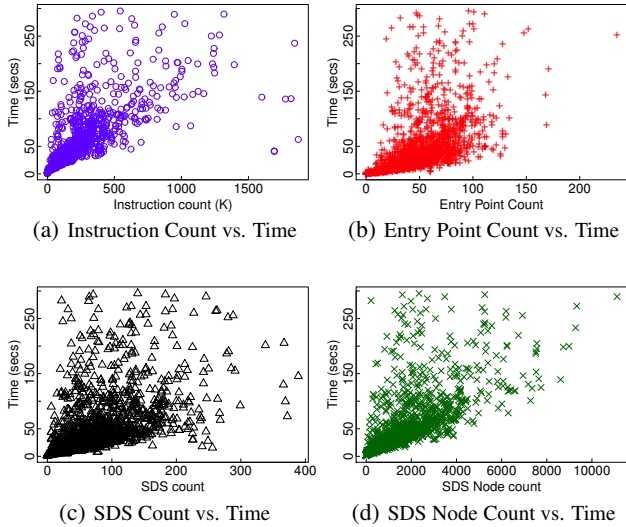 Time (secs)
0 50 150 250
0 500 1000 1500
Instruction count (K)
(a) Instruction Count vs. Time
Time (secs)
0 50 150 250
0 50 100 150 200
Entry Point Count
(b) Entry Point Count vs. Time
Time (secs)
0 50 150 250
0 100 200 300 400
SDS count
(c) SDS Count vs. Time
Time (secs)
0 50 150 250
0 2000 4000 6000 8000 10000
SDS Node count
(d) SDS Node Count vs. Time